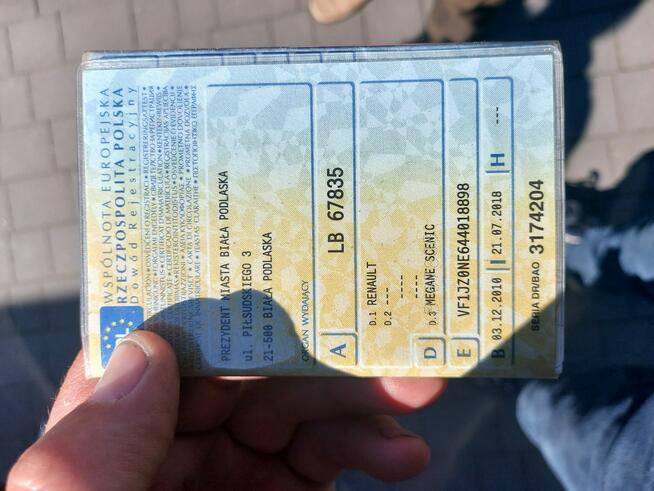 WSPÓLNOTA EUROPEJSKA
RZECZPOSPOLITA POLSKA
Dowód Rejestracyjny
PREZYDENT MIASTA BIAŁA PODLASKA
ul. PIŁSUDSKIEGO 3
21-500 BIAŁA PODLASKA
ORGAN WYDAJĄCY
A LB 67835
D.1 RENAULT
D.2 ---
----
----
D D.3 MEGANE SCENIC
E VF1JZ0NE644018898
B 03.12.2010 I 21.07.2018 H ---
SERIA DR/BAO 3174204